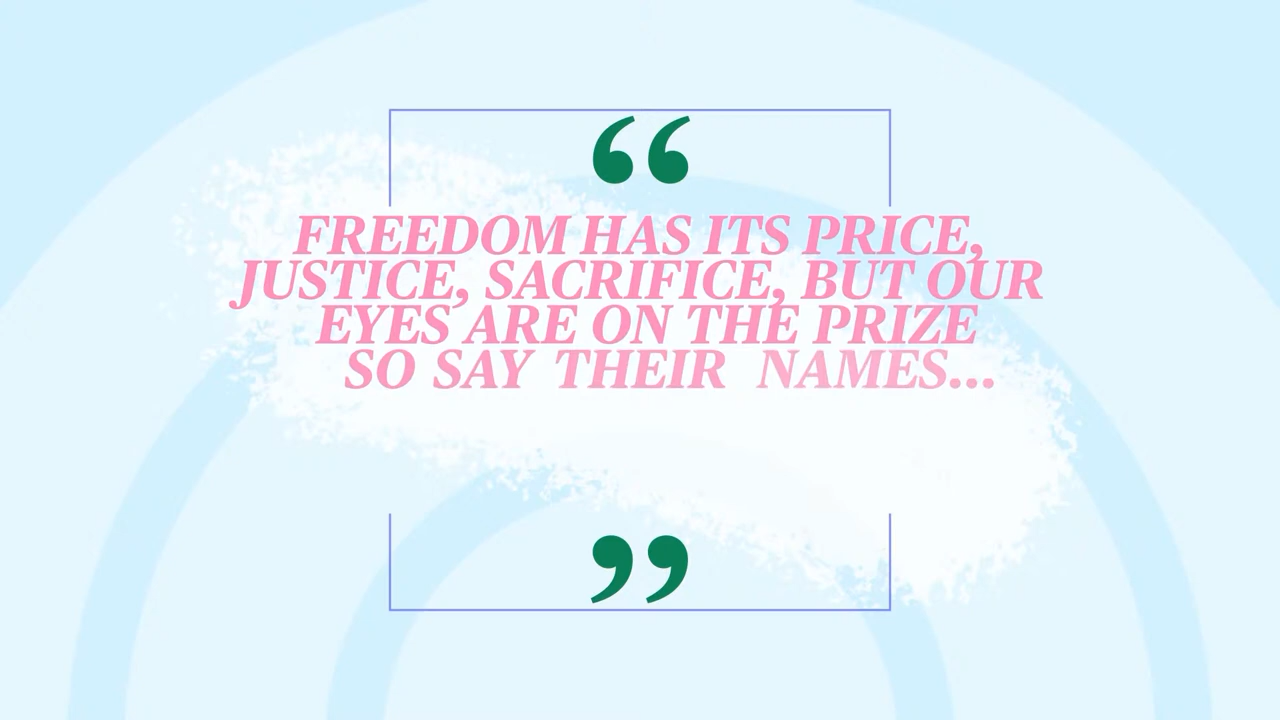 “
FREEDOM HAS ITS PRICE,
JUSTICE, SACRIFICE, BUT OUR
EYES ARE ON THE PRIZE
SO SAY THEIR NAMES...
”